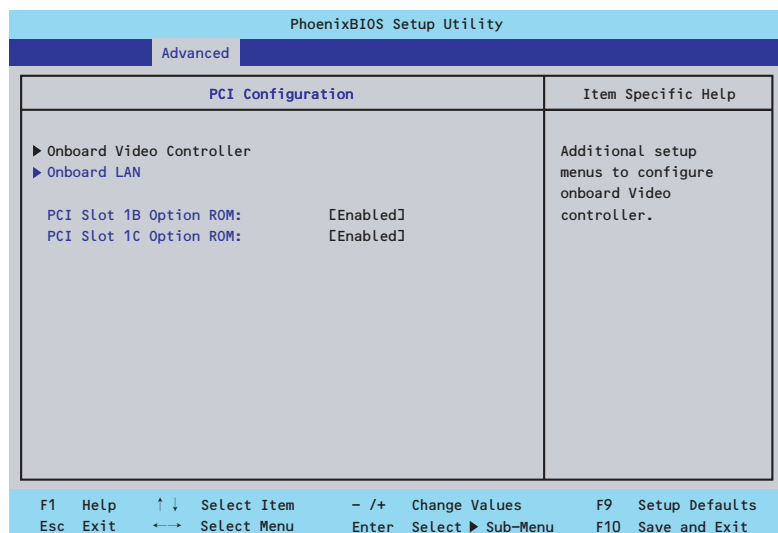 PhoenixBIOS Setup Utility
Advanced
PCI Configuration
Item Specific Help
▶ Onboard Video Controller
▶ Onboard LAN
PCI Slot 1B Option ROM: [Enabled]
PCI Slot 1C Option ROM: [Enabled]
Additional setup
menus to configure
onboard Video
controller.
F1 Help ↑↓ Select Item - /+ Change Values F9 Setup Defaults
Esc Exit ←→ Select Menu Enter Select ▶ Sub-Menu F10 Save and Exit